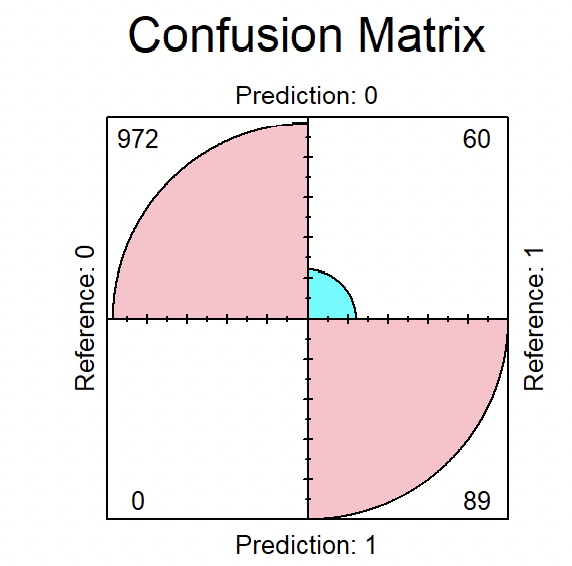 Confusion Matrix
Prediction: 0
972
60
Reference: 0
Reference: 1
0
89
Prediction: 1